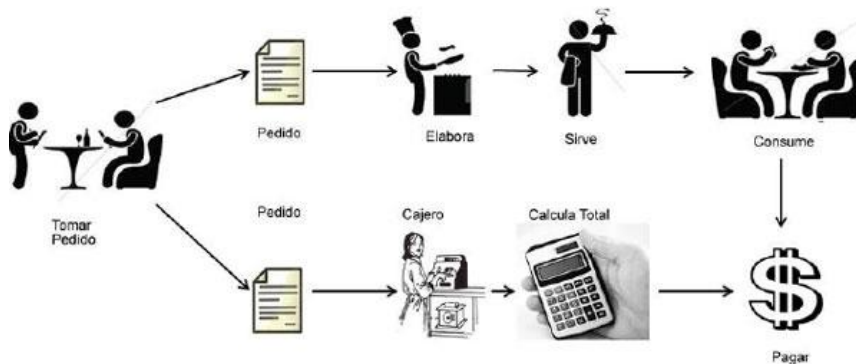 Pedido
Elabora
Sirve
Consume
Tomar
Pedido
Pedido
Cajero
Calcula Total
Pagar